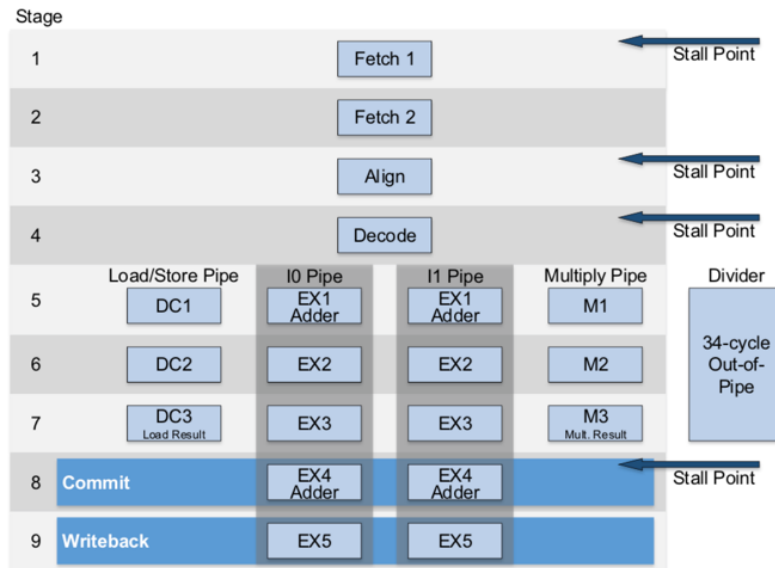 Stage
1
Fetch 1
Stall Point
2
Fetch 2
3
Align
Stall Point
4
Decode
Stall Point
Load/Store Pipe
I0 Pipe
I1 Pipe
Multiply Pipe
Divider
5
DC1
EX1
Adder
EX1
Adder
M1
34-cycle
Out-of-
Pipe
6
DC2
EX2
EX2
M2
7
DC3
Load Result
EX3
EX3
M3
Mult. Result
8
Commit
EX4
Adder
EX4
Adder
Stall Point
9
Writeback
EX5
EX5